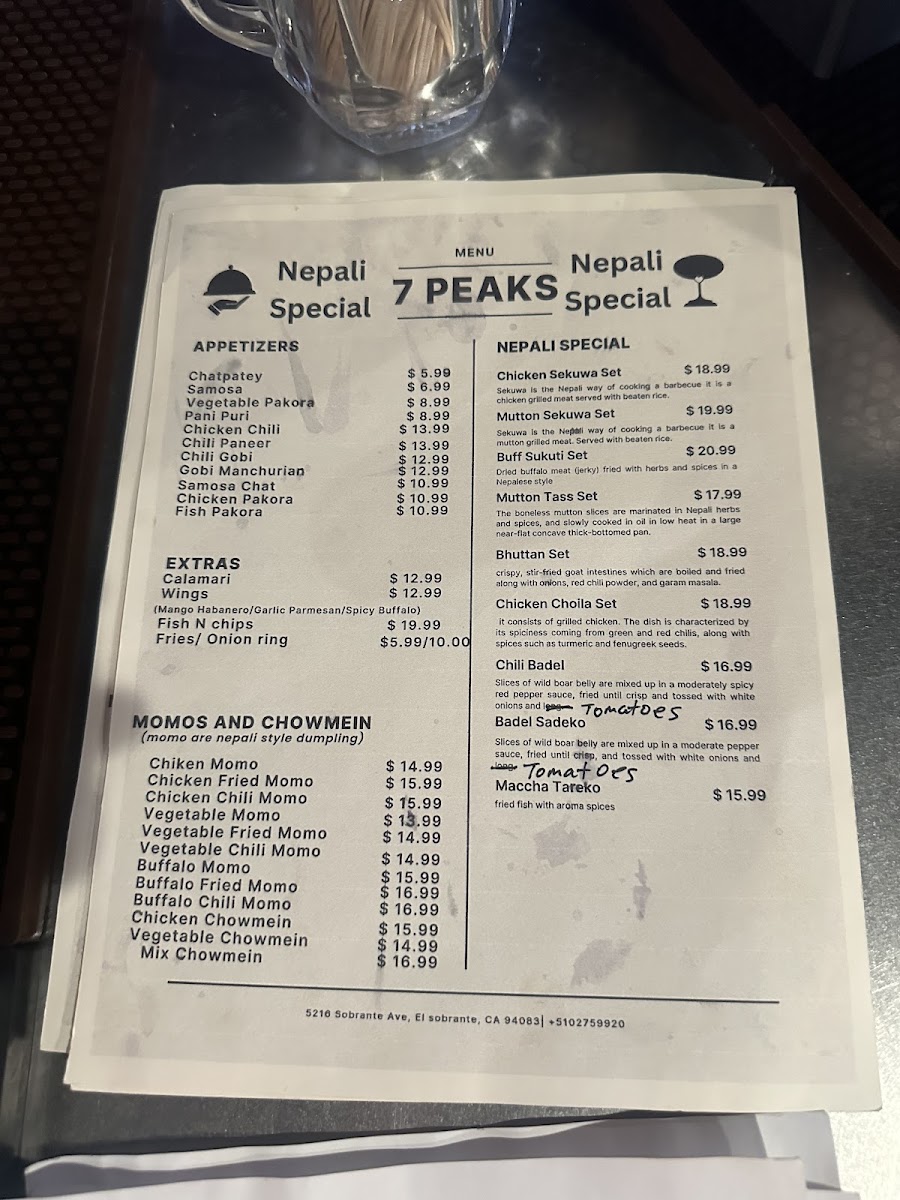 MENU
Nepali Special
7 PEAKS
Nepali Special
APPETIZERS
Chatpatey $ 5.99
Samosa $ 6.99
Vegetable Pakora $ 8.99
Pani Puri $ 8.99
Chicken Chili $ 13.99
Chili Paneer $ 13.99
Chili Gobi $ 12.99
Gobi Manchurian $ 12.99
Samosa Chat $ 10.99
Chicken Pakora $ 10.99
Fish Pakora $ 10.99
EXTRAS
Calamari $ 12.99
Wings $ 12.99
(Mango Habanero/Garlic Parmesan/Spicy Buffalo)
Fish N chips $ 19.99
Fries/ Onion ring $5.99/10.00
MOMOS AND CHOWMEIN
(momo are nepali style dumpling)
Chiken Momo $ 14.99
Chicken Fried Momo $ 15.99
Chicken Chili Momo $ 15.99
Vegetable Momo $ 13.99
Vegetable Fried Momo $ 14.99
Vegetable Chili Momo $ 14.99
Buffalo Momo $ 15.99
Buffalo Fried Momo $ 16.99
Buffalo Chili Momo $ 16.99
Chicken Chowmein $ 15.99
Vegetable Chowmein $ 14.99
Mix Chowmein $ 16.99
NEPALI SPECIAL
Chicken Sekuwa Set $ 18.99
Sekuwa is the Nepali way of cooking a barbecue it is a
chicken grilled meat served with beaten rice.
Mutton Sekuwa Set $ 19.99
Sekuwa is the Nepali way of cooking a barbecue it is a
mutton grilled meat. Served with beaten rice.
Buff Sukuti Set $ 20.99
Dried buffalo meat (jerky) fried with herbs and spices in a
Nepalese style
Mutton Tass Set $ 17.99
The boneless mutton slices are marinated in Nepali herbs
and spices, and slowly cooked in oil in low heat in a large
near-flat concave thick-bottomed pan.
Bhuttan Set $ 18.99
crispy, stir-fried goat intestines which are boiled and fried
along with onions, red chili powder, and garam masala.
Chicken Choila Set $ 18.99
it consists of grilled chicken. The dish is characterized by
its spiciness coming from green and red chilis, along with
spices such as turmeric and fenugreek seeds.
Chili Badel $ 16.99
Slices of wild boar belly are mixed up in a moderately spicy
red pepper sauce, fried until crisp and tossed with white
onions and Tomatoes
Badel Sadeko $ 16.99
Slices of wild boar belly are mixed up in a moderate pepper
sauce, fried until crisp, and tossed with white onions and
Tomatoes
Maccha Tareko $ 15.99
fried fish with aroma spices
5216 Sobrante Ave, El sobrante, CA 94083| +5102759920